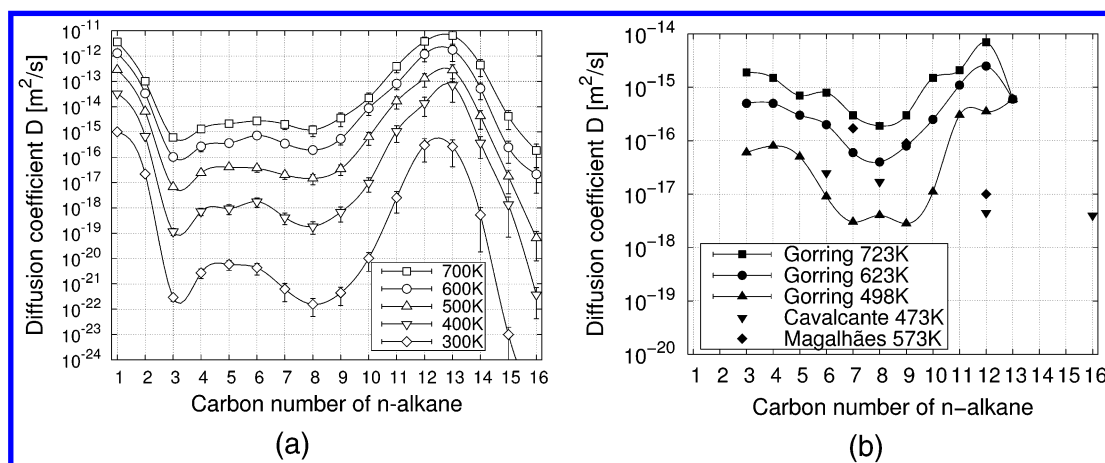 10⁻¹¹
10⁻¹²
10⁻¹³
10⁻¹⁴
10⁻¹⁵
10⁻¹⁶
10⁻¹⁷
10⁻¹⁸
10⁻¹⁹
10⁻²⁰
10⁻²¹
10⁻²²
10⁻²³
10⁻²⁴
Diffusion coefficient D [m²/s]
700K
600K
500K
400K
300K
1 2 3 4 5 6 7 8 9 10 11 12 13 14 15 16
Carbon number of n-alkane
(a)
10⁻¹⁴
10⁻¹⁵
10⁻¹⁶
10⁻¹⁷
10⁻¹⁸
10⁻¹⁹
10⁻²⁰
Diffusion coefficient D [m²/s]
Gorring 723K
Gorring 623K
Gorring 498K
Cavalcante 473K
Magalhães 573K
1 2 3 4 5 6 7 8 9 10 11 12 13 14 15 16
Carbon number of n−alkane
(b)